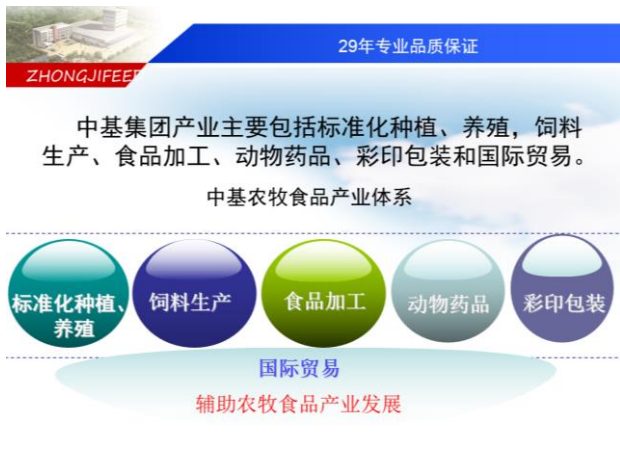 29年专业品质保证
ZHONGJIFEED
中基集团产业主要包括标准化种植、养殖，饲料
生产、食品加工、动物药品、彩印包装和国际贸易。
中基农牧食品产业体系
标准化种植、
养殖
饲料生产
食品加工
动物药品
彩印包装
国际贸易
辅助农牧食品产业发展